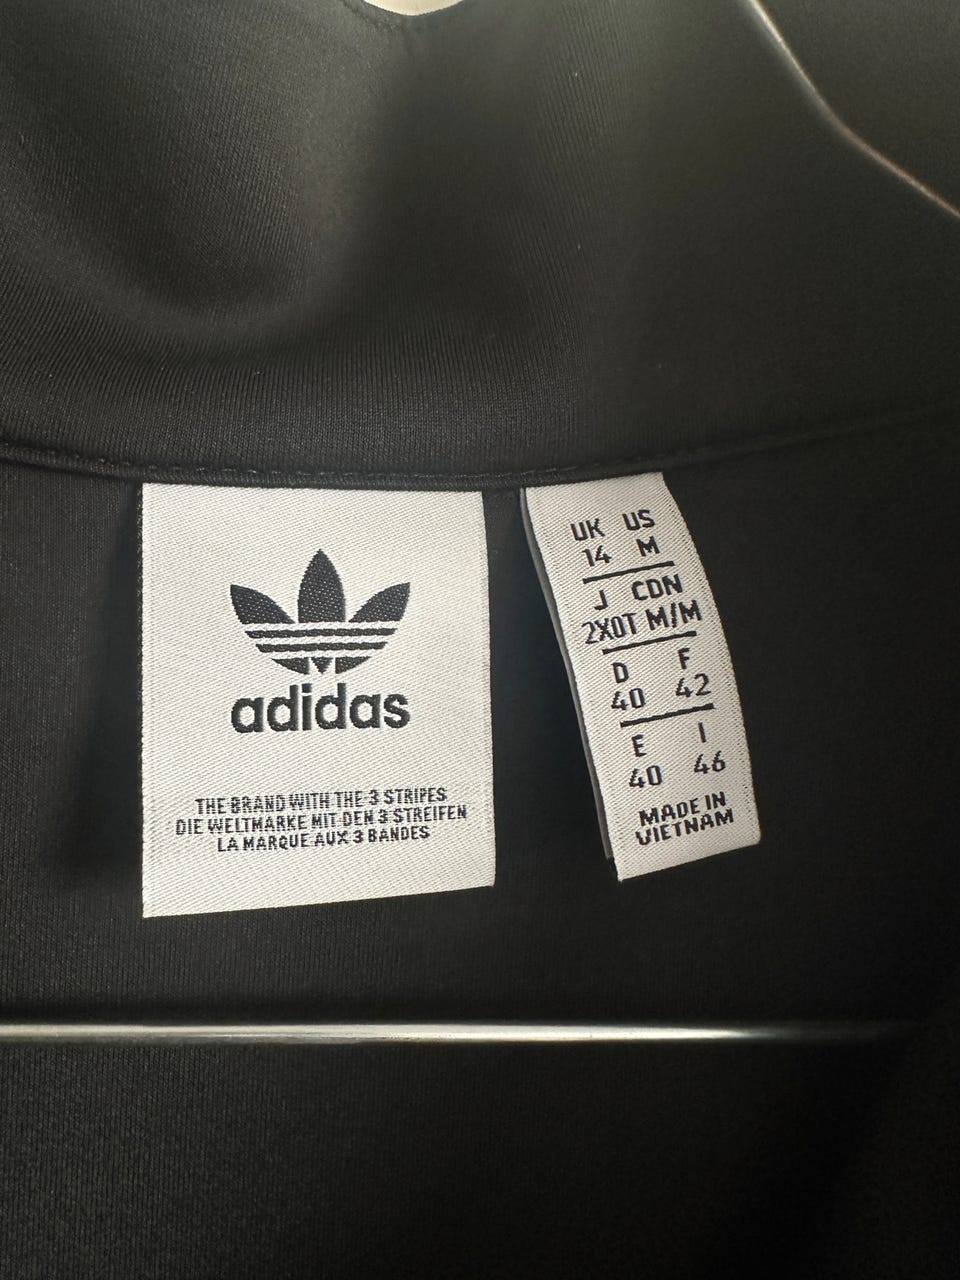 adidas
THE BRAND WITH THE 3 STRIPES
DIE WELTMARKE MIT DEN 3 STREIFEN
LA MARQUE AUX 3 BANDES
UK US
14 M
J CDN
2XOT M/M
D F
40 42
E I
40 46
MADE IN
VIETNAM